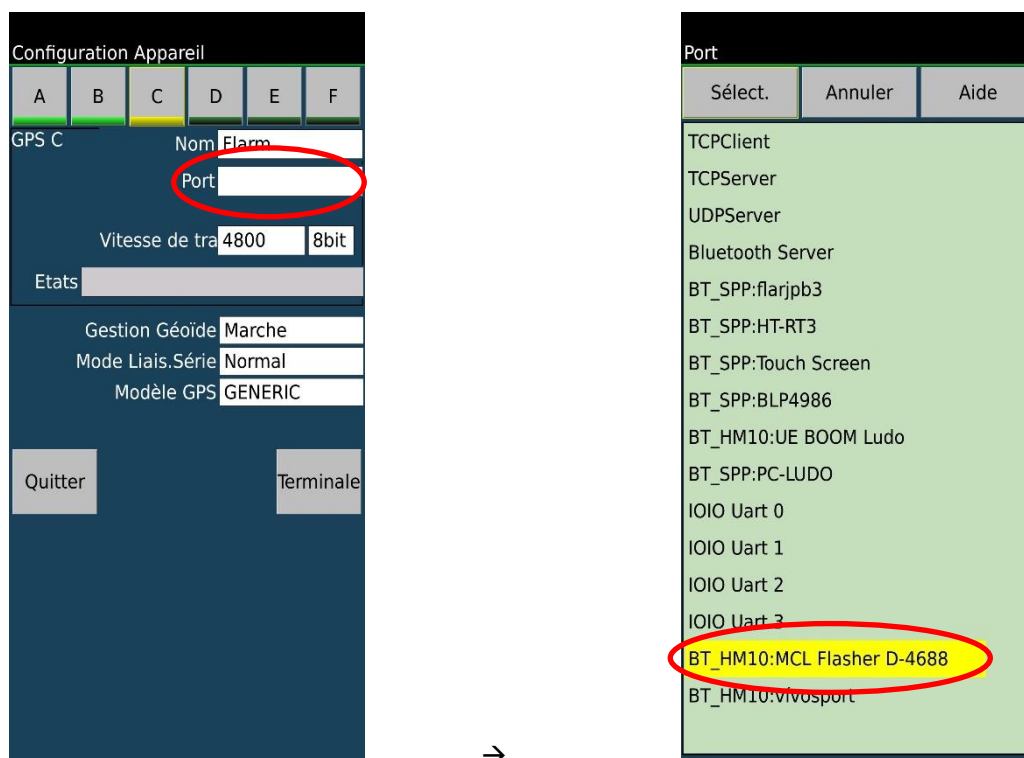 Configuration Appareil
A B C D E F
GPS C
Nom Flarm
Port
Vitesse de tra 4800 8bit
Etats
Gestion Géoïde Marche
Mode Liais.Série Normal
Modèle GPS GENERIC
Quitter Terminale
→
Port
Sélect. Annuler Aide
TCPClient
TCPServer
UDPServer
Bluetooth Server
BT_SPP:flarjpb3
BT_SPP:HT-RT3
BT_SPP:Touch Screen
BT_SPP:BLP4986
BT_HM10:UE BOOM Ludo
BT_SPP:PC-LUDO
IOIO Uart 0
IOIO Uart 1
IOIO Uart 2
IOIO Uart 3
BT_HM10:MCL Flasher D-4688
BT_HM10:vívosport